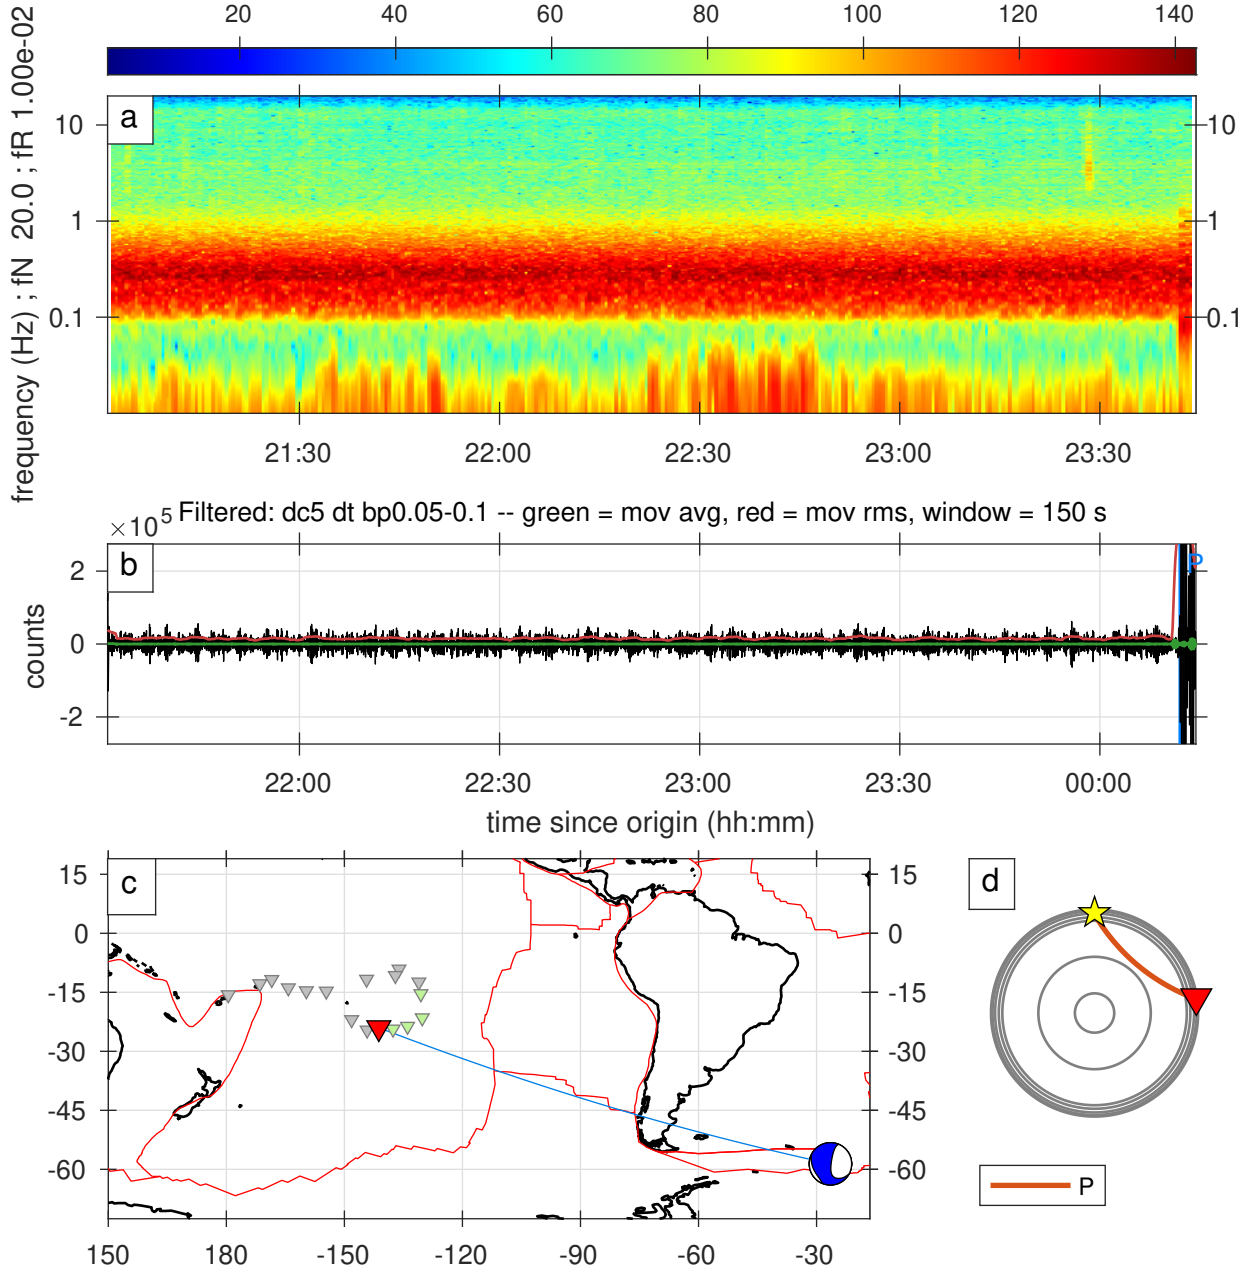 20 40 60 80 100 120 140
frequency (Hz) ; fN 20.0 ; fR 1.00e-02
a
10 10
1 1
0.1 0.1
21:30 22:00 22:30 23:00 23:30
×10^5 Filtered: dc5 dt bp0.05-0.1 -- green = mov avg, red = mov rms, window = 150 s
b
P
counts
2
0
-2
22:00 22:30 23:00 23:30 00:00
time since origin (hh:mm)
c
15 15
0 0
-15 -15
-30 -30
-45 -45
-60 -60
150 180 -150 -120 -90 -60 -30
d
P